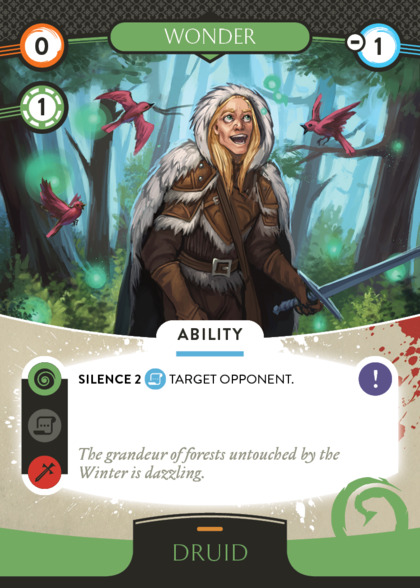 WONDER
0
-1
1
ABILITY
SILENCE 2 TARGET OPPONENT.
!
The grandeur of forests untouched by the
Winter is dazzling.
DRUID